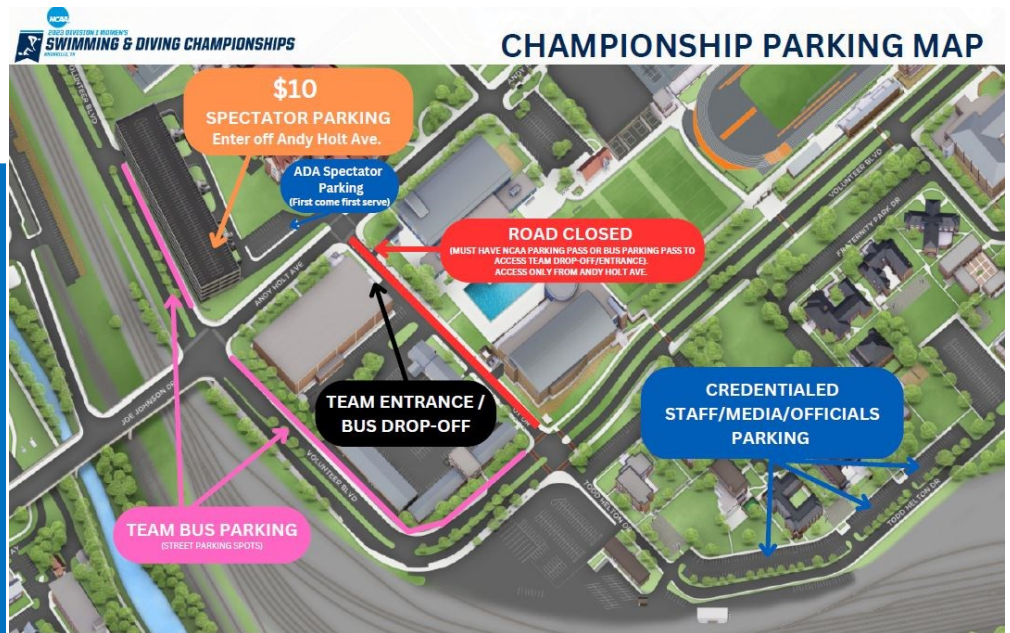 NCAA
2023 DIVISION I WOMEN'S
SWIMMING & DIVING CHAMPIONSHIPS
KNOXVILLE, TN
CHAMPIONSHIP PARKING MAP
VOLUNTEER BLVD
$10
SPECTATOR PARKING
Enter off Andy Holt Ave.
ADA Spectator
Parking
(First come first serve)
VOLUNTEER BLVD
FRATERNITY PARK DR
ROAD CLOSED
(MUST HAVE NCAA PARKING PASS OR BUS PARKING PASS TO
ACCESS TEAM DROP-OFF/ENTRANCE).
ACCESS ONLY FROM ANDY HOLT AVE.
ANDY HOLT AVE
JOE JOHNSON DR
TEAM ENTRANCE /
BUS DROP-OFF
CREDENTIALED
STAFF/MEDIA/OFFICIALS
PARKING
VOLUNTEER BLVD
TODD HELTON DR
TODD HELTON DR
TEAM BUS PARKING
(STREET PARKING SPOTS)